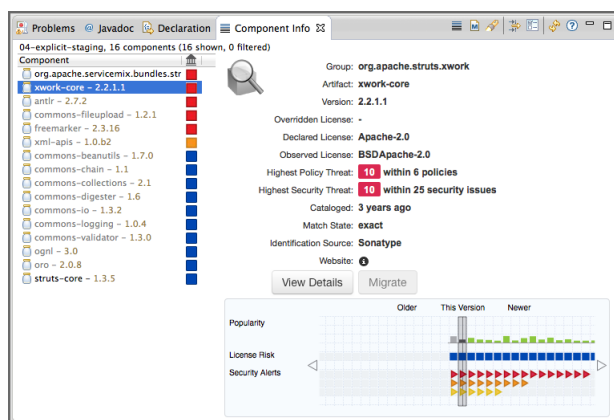 Problems @ Javadoc Declaration Component Info
04-explicit-staging, 16 components (16 shown, 0 filtered)
Component
org.apache.servicemix.bundles.str
xwork-core - 2.2.1.1
antlr - 2.7.2
commons-fileupload - 1.2.1
freemarker - 2.3.16
xml-apis - 1.0.b2
commons-beanutils - 1.7.0
commons-chain - 1.1
commons-collections - 2.1
commons-digester - 1.6
commons-io - 1.3.2
commons-logging - 1.0.4
commons-validator - 1.3.0
ognl - 3.0
oro - 2.0.8
struts-core - 1.3.5
Group: org.apache.struts.xwork
Artifact: xwork-core
Version: 2.2.1.1
Overridden License: -
Declared License: Apache-2.0
Observed License: BSDApache-2.0
Highest Policy Threat: 10 within 6 policies
Highest Security Threat: 10 within 25 security issues
Cataloged: 3 years ago
Match State: exact
Identification Source: Sonatype
Website:
View Details Migrate
Older This Version Newer
Popularity
License Risk
Security Alerts